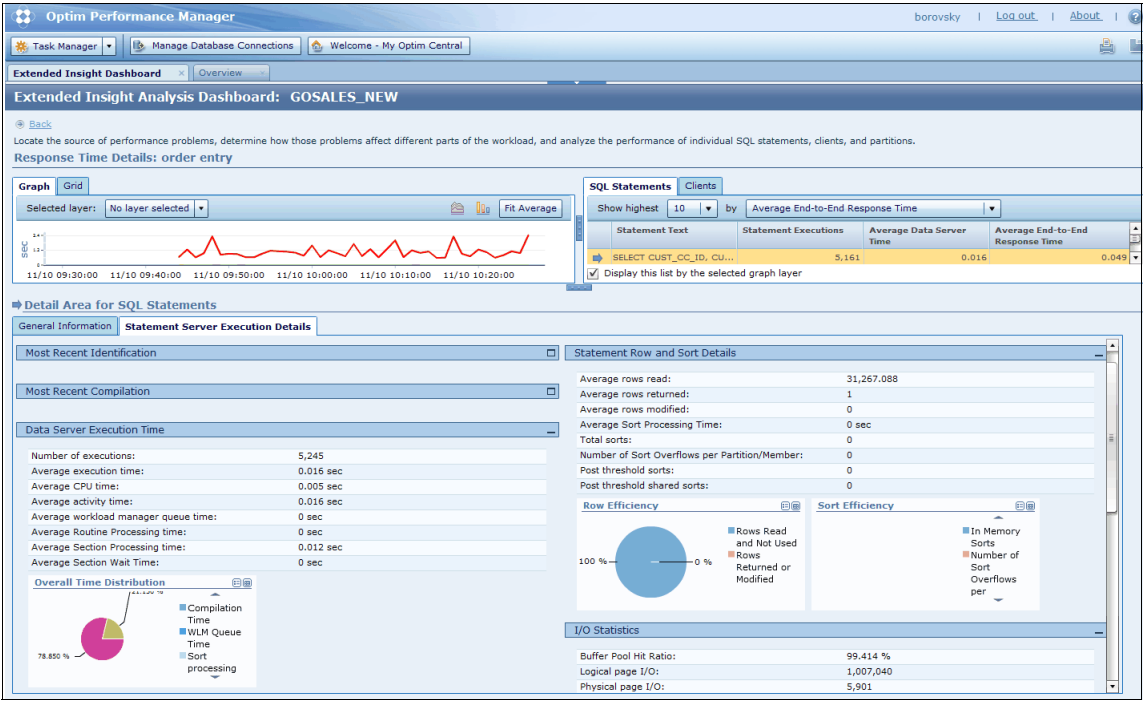 Optim Performance Manager
borovsky | Log out | About |
Task Manager
Manage Database Connections
Welcome - My Optim Central
Extended Insight Dashboard ×
Overview ×
Extended Insight Analysis Dashboard: GOSALES_NEW
Back
Locate the source of performance problems, determine how those problems affect different parts of the workload, and analyze the performance of individual SQL statements, clients, and partitions.
Response Time Details: order entry
Graph Grid
Selected layer: No layer selected
Fit Average
sec
2.4
1.2
0
11/10 09:30:00 11/10 09:40:00 11/10 09:50:00 11/10 10:00:00 11/10 10:10:00 11/10 10:20:00
SQL Statements Clients
Show highest 10 by Average End-to-End Response Time
Statement Text Statement Executions Average Data Server Time Average End-to-End Response Time
SELECT CUST_CC_ID, CU... 5,161 0.016 0.049
Display this list by the selected graph layer
Detail Area for SQL Statements
General Information Statement Server Execution Details
Most Recent Identification
Most Recent Compilation
Data Server Execution Time
Number of executions: 5,245
Average execution time: 0.016 sec
Average CPU time: 0.005 sec
Average activity time: 0.016 sec
Average workload manager queue time: 0 sec
Average Routine Processing time: 0 sec
Average Section Processing time: 0.012 sec
Average Section Wait Time: 0 sec
Overall Time Distribution
78.850 %
Compilation
Time
WLM Queue
Time
Sort
processing
Statement Row and Sort Details
Average rows read: 31,267.088
Average rows returned: 1
Average rows modified: 0
Average Sort Processing Time: 0 sec
Total sorts: 0
Number of Sort Overflows per Partition/Member: 0
Post threshold sorts: 0
Post threshold shared sorts: 0
Row Efficiency
100 %
0 %
Rows Read
and Not Used
Rows
Returned or
Modified
Sort Efficiency
In Memory
Sorts
Number of
Sort
Overflows
per
I/O Statistics
Buffer Pool Hit Ratio: 99.414 %
Logical page I/O: 1,007,040
Physical page I/O: 5,901